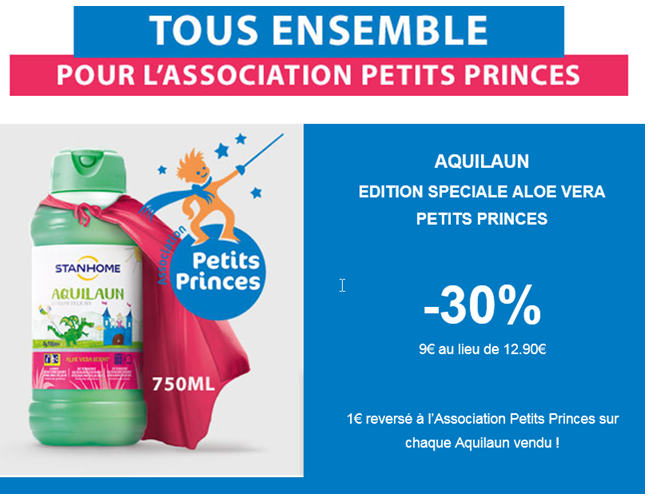 TOUS ENSEMBLE
POUR L'ASSOCIATION PETITS PRINCES
AQUILAUN
EDITION SPECIALE ALOE VERA
PETITS PRINCES
-30%
9€ au lieu de 12.90€
1€ reversé à l'Association Petits Princes sur
chaque Aquilaun vendu !
Association
Petits
Princes
STANHOME
AQUILAUN
ALOE VERA
750ML